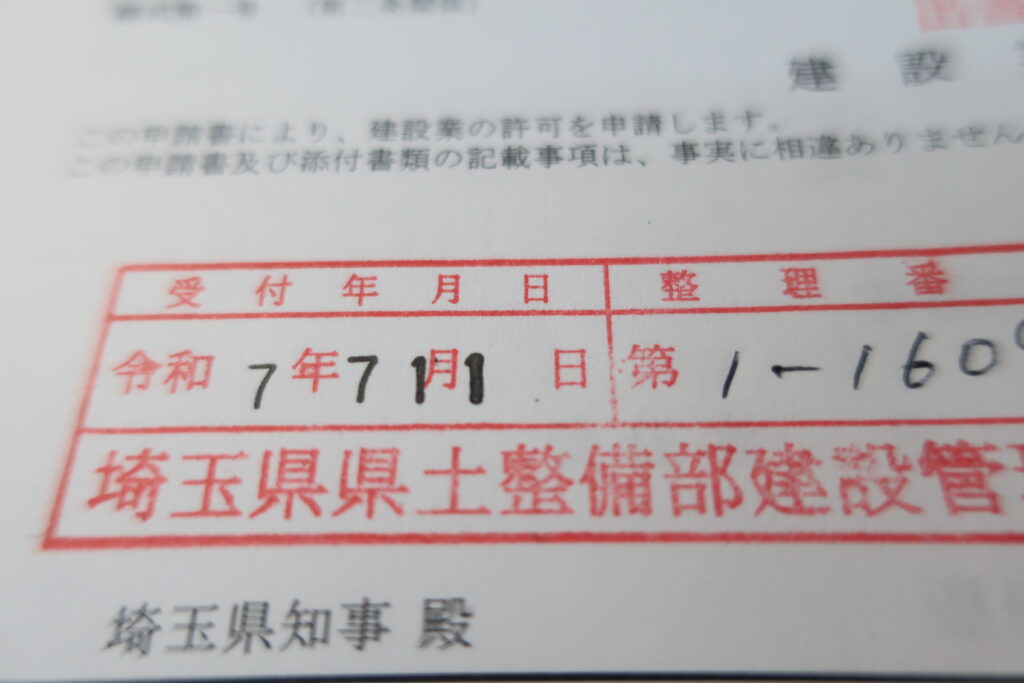 建 設
この申請書により、建設業の許可を申請します。
この申請書及び添付書類の記載事項は、事実に相違ありません
受 付 年 月 日 整 理 番
令和 7 年 7 11 月 日 第 1-160
埼玉県県土整備部建設管
埼玉県知事 殿